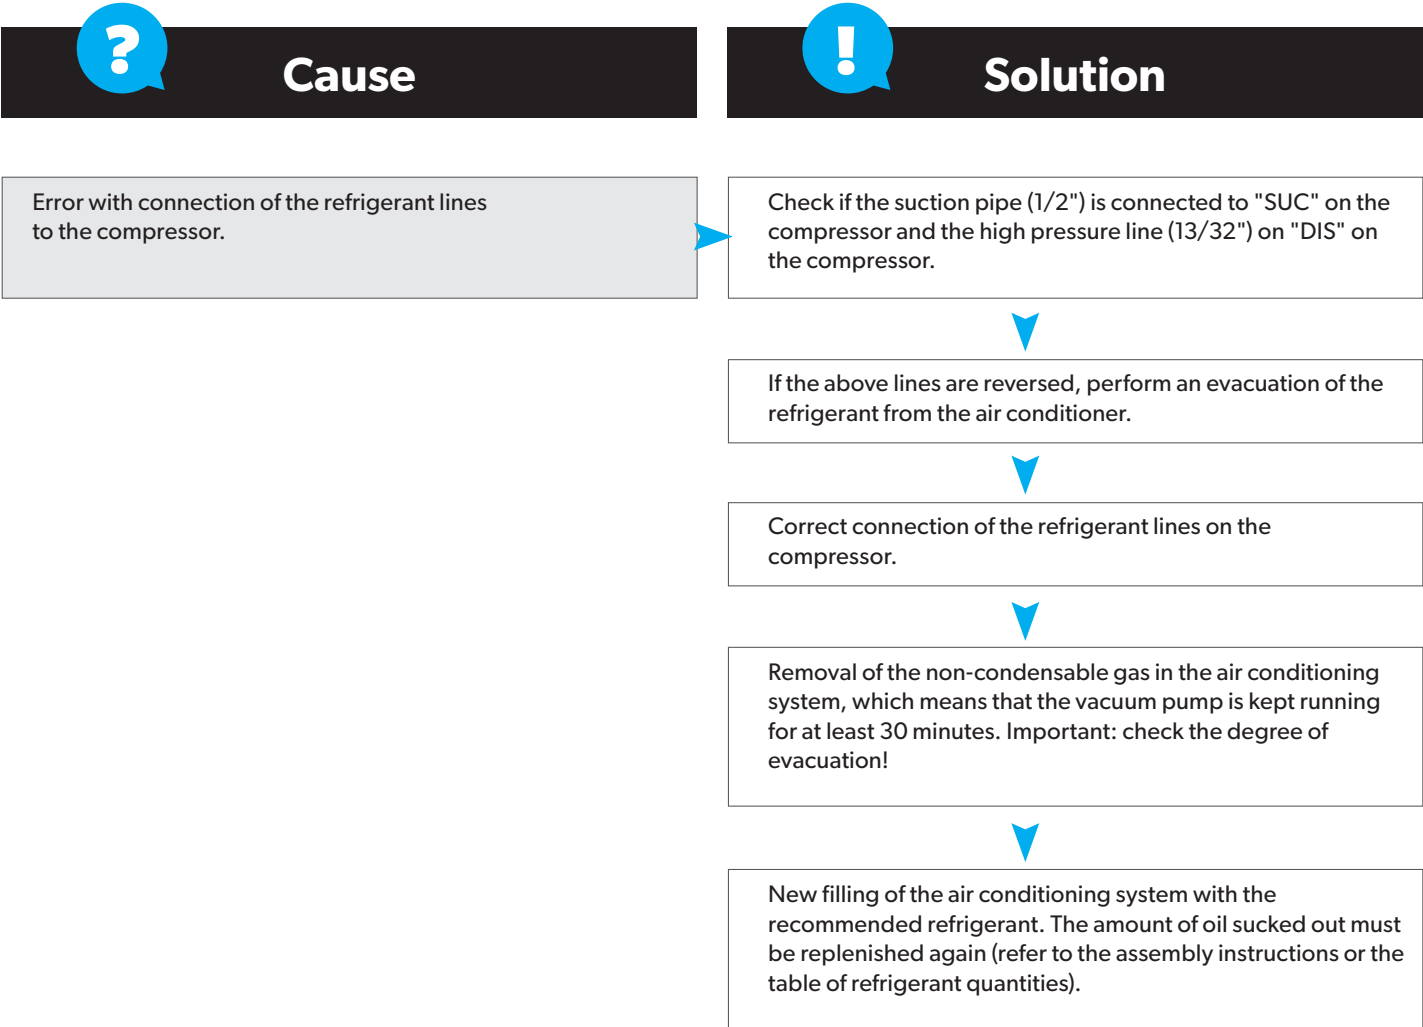 ?
Cause
!
Solution
Error with connection of the refrigerant lines
to the compressor.
Check if the suction pipe (1/2") is connected to "SUC" on the
compressor and the high pressure line (13/32") on "DIS" on
the compressor.
If the above lines are reversed, perform an evacuation of the
refrigerant from the air conditioner.
Correct connection of the refrigerant lines on the
compressor.
Removal of the non-condensable gas in the air conditioning
system, which means that the vacuum pump is kept running
for at least 30 minutes. Important: check the degree of
evacuation!
New filling of the air conditioning system with the
recommended refrigerant. The amount of oil sucked out must
be replenished again (refer to the assembly instructions or the
table of refrigerant quantities).